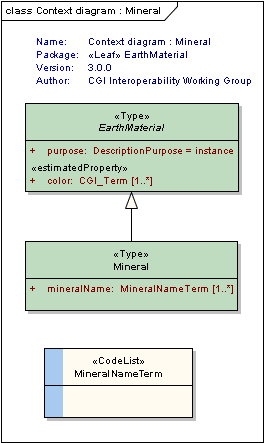 class Context diagram : Mineral
Name: Context diagram : Mineral
Package: «Leaf» EarthMaterial
Version: 3.0.0
Author: CGI Interoperability Working Group
«Type»
EarthMaterial
+ purpose: DescriptionPurpose = instance
«estimatedProperty»
+ color: CGI_Term [1..*]
«Type»
Mineral
+ mineralName: MineralNameTerm [1..*]
«CodeList»
MineralNameTerm